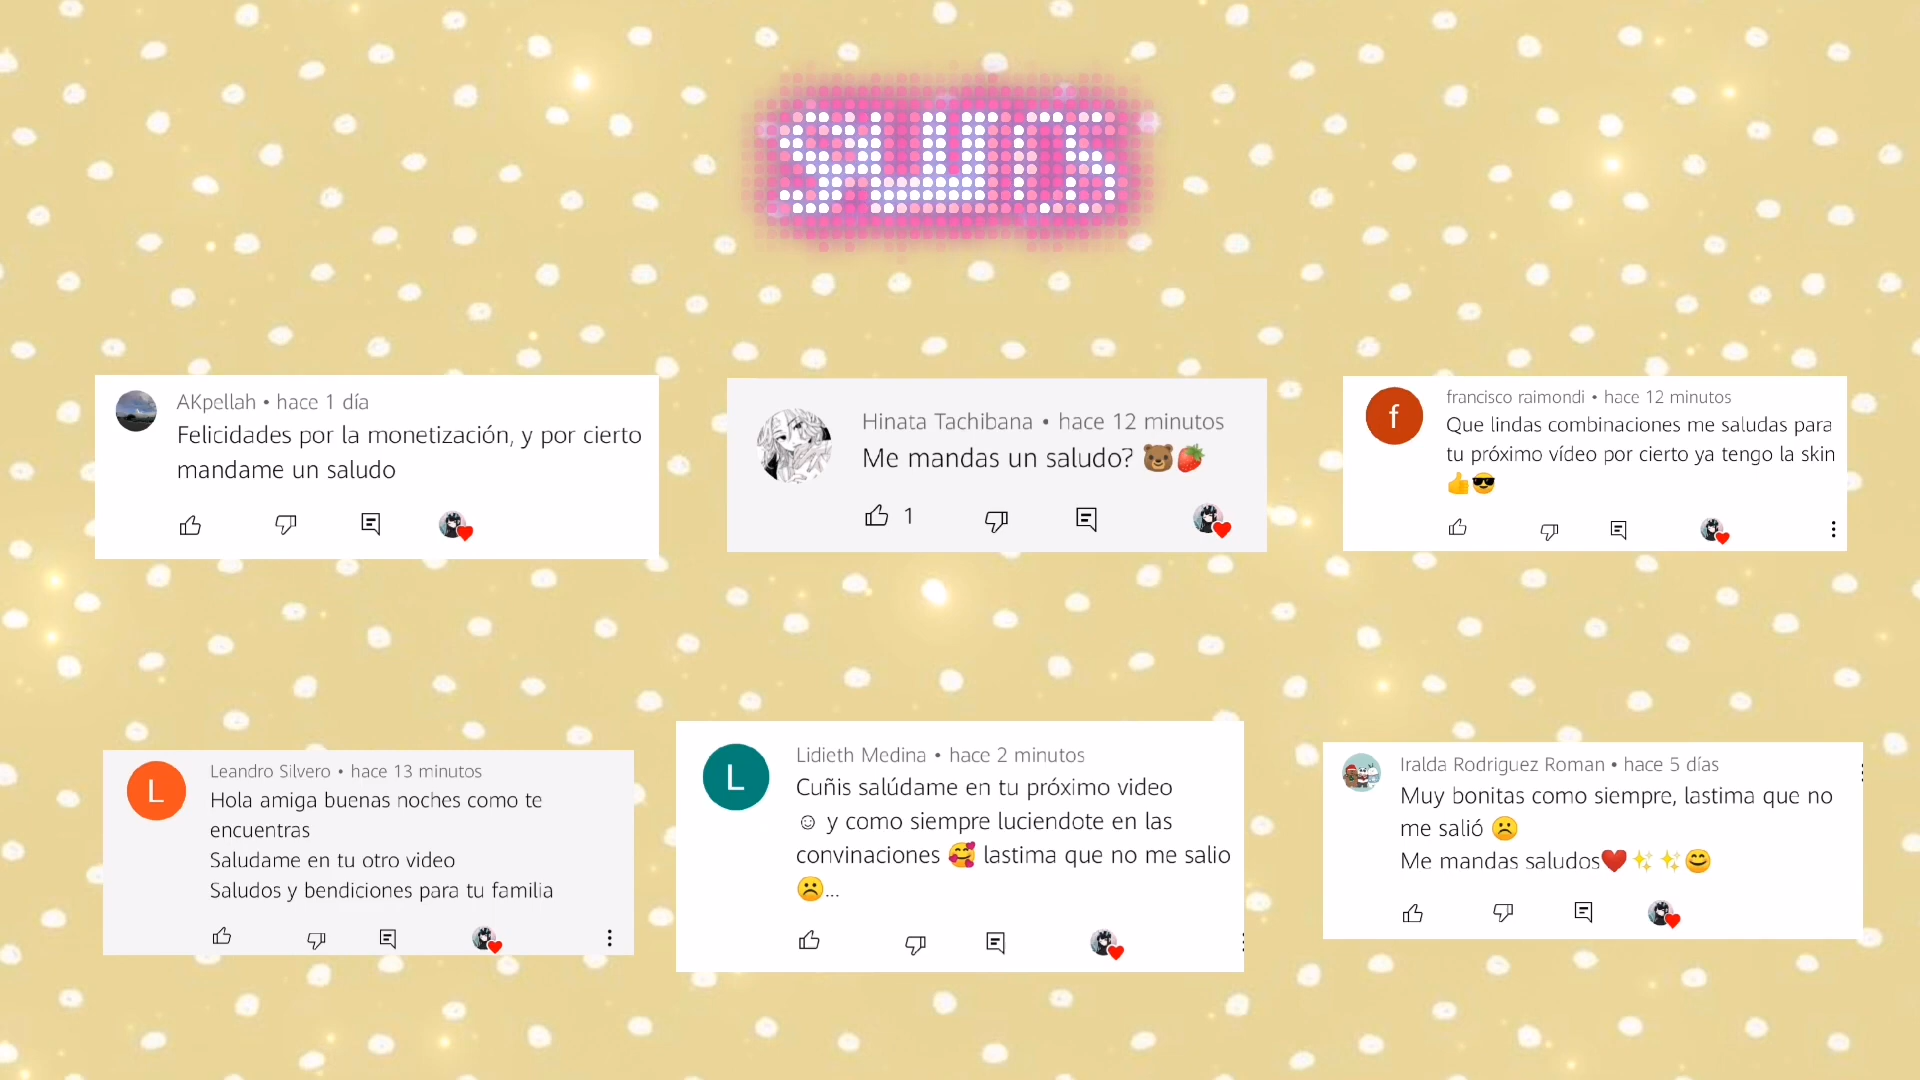 AKpellah • hace 1 día
Felicidades por la monetización, y por cierto
mandame un saludo
Hinata Tachibana • hace 12 minutos
Me mandas un saludo? 🐻🍓
1
f
francisco raimondi • hace 12 minutos
Que lindas combinaciones me saludas para
tu próximo vídeo por cierto ya tengo la skin
👍😎
L
Leandro Silvero • hace 13 minutos
Hola amiga buenas noches como te
encuentras
Saludame en tu otro video
Saludos y bendiciones para tu familia
L
Lidieth Medina • hace 2 minutos
Cuñis salúdame en tu próximo video
☺ y como siempre luciendote en las
convinaciones 🥰 lastima que no me salio
☹️...
Iralda Rodriguez Roman • hace 5 días
Muy bonitas como siempre, lastima que no
me salió ☹️
Me mandas saludos❤️✨✨😊